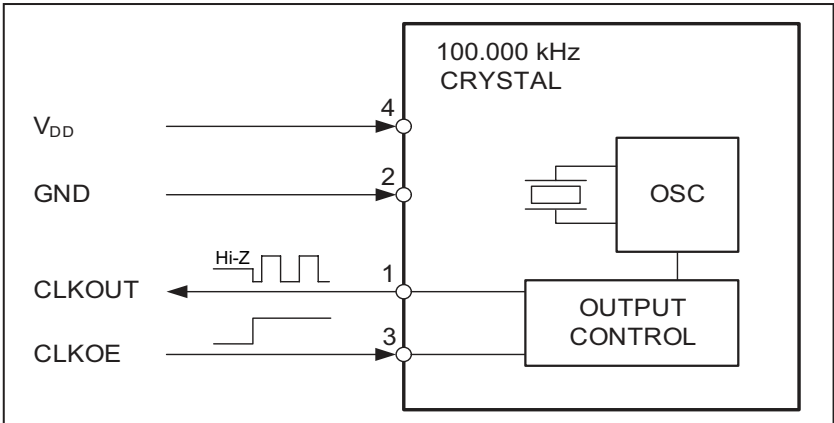 100.000 kHz
CRYSTAL
4
VDD
2
GND
OSC
Hi-Z
1
CLKOUT
OUTPUT
CONTROL
3
CLKOE